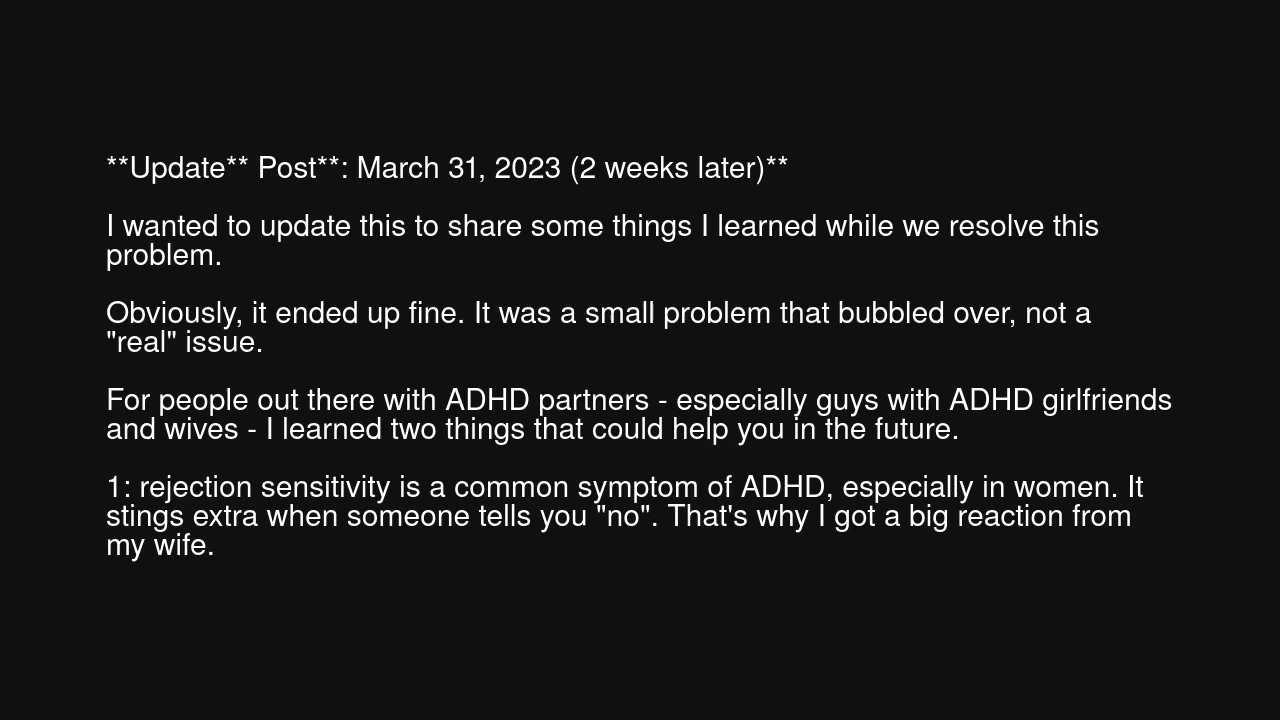 **Update** Post**: March 31, 2023 (2 weeks later)**
I wanted to update this to share some things I learned while we resolve this
problem.
Obviously, it ended up fine. It was a small problem that bubbled over, not a
"real" issue.
For people out there with ADHD partners - especially guys with ADHD girlfriends
and wives - I learned two things that could help you in the future.
1: rejection sensitivity is a common symptom of ADHD, especially in women. It
stings extra when someone tells you "no". That's why I got a big reaction from
my wife.